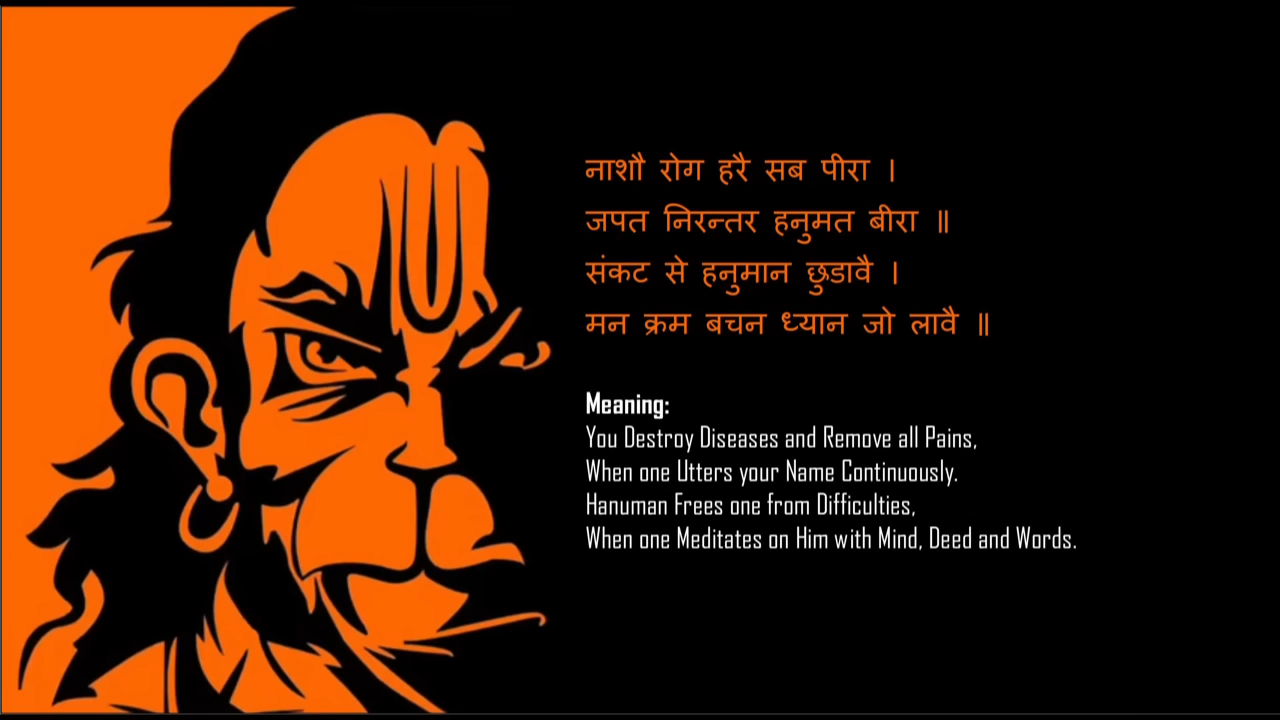 नाशौ रोग हरै सब पीरा ।
जपत निरन्तर हनुमत बीरा ॥
संकट से हनुमान छुडावै ।
मन क्रम बचन ध्यान जो लावै ॥
Meaning:
You Destroy Diseases and Remove all Pains,
When one Utters your Name Continuously.
Hanuman Frees one from Difficulties,
When one Meditates on Him with Mind, Deed and Words.